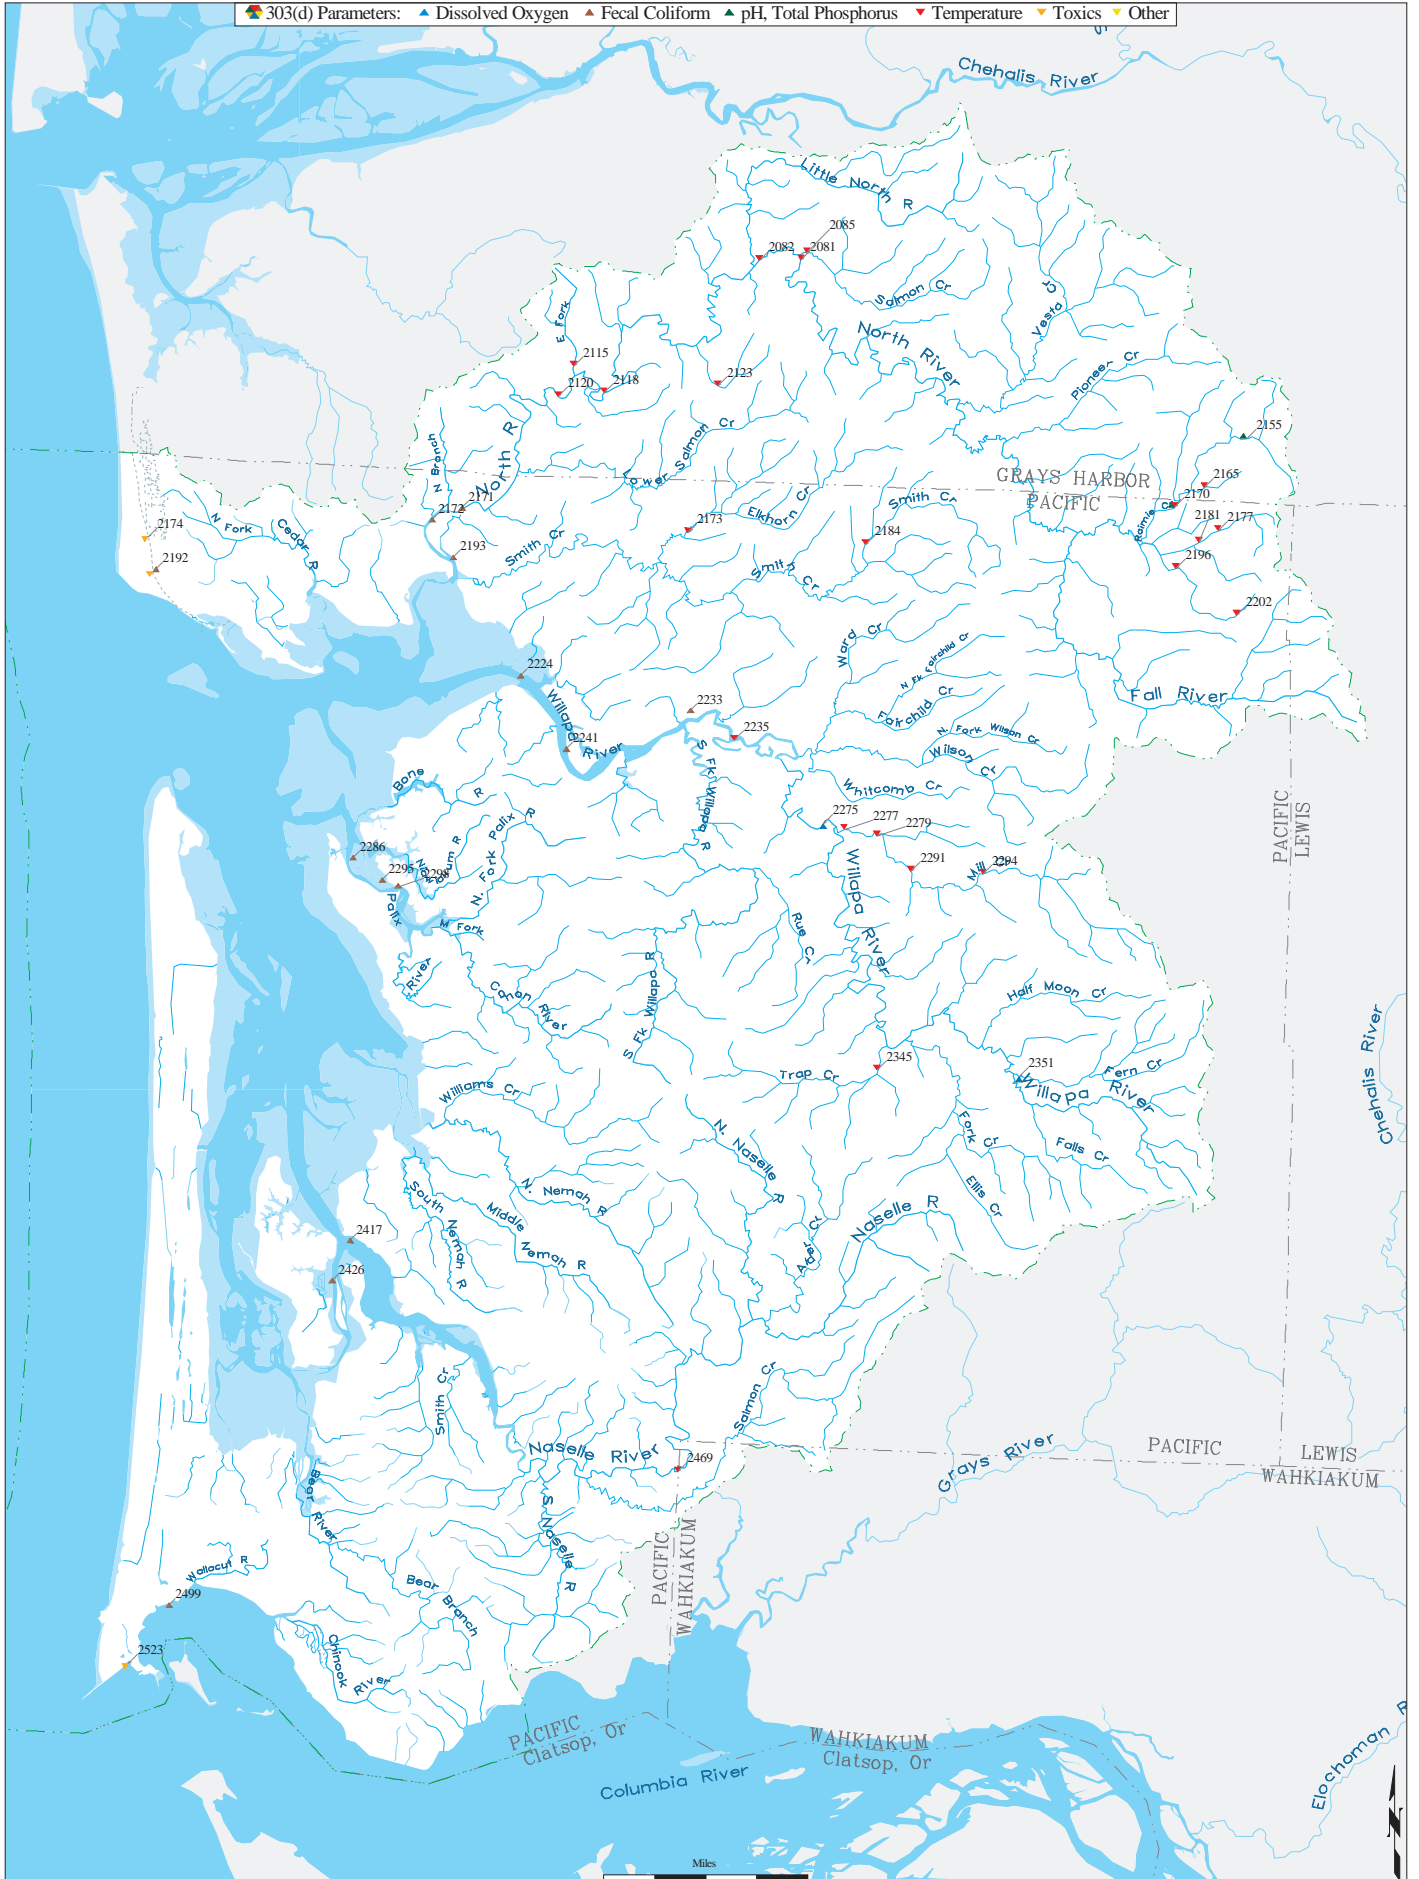 303(d) Parameters: Dissolved Oxygen Fecal Coliform pH, Total Phosphorus Temperature Toxics Other
Chehalis River
Little North R
2085
2082
2081
Salmon Cr
Vesta Cr
E Fork
North River
2115
2120
2118
2123
Pioneer Cr
2155
N Branch
North R
Lower Salmon Cr
GRAYS HARBOR
PACIFIC
2165
2170
2171
2172
Elkhorn Cr
Smith Cr
Raimie Cr
2181
2177
2174
N Fork
Cedar R
2173
2184
2192
2193
Smith Cr
Smith Cr
2196
2202
Ward Cr
N Fk Fairchild Cr
Fairchild Cr
Fall River
2224
Willapa River
2233
2235
2241
N. Fork Wilson Cr
Wilson Cr
S Fk Willapa R
Bone R
Whitcomb Cr
PACIFIC
LEWIS
2275
2277
2279
N. Fork Palix R
2286
2295
2298
2291
Mill Cr
2294
Palix River
M Fork
Willapa River
Rue Cr
Canon River
S Fk Willapa R
Half Moon Cr
Chehalis River
2345
2351
Trap Cr
Fern Cr
Willapa River
Williams Cr
N. Naselle R
Fork Cr
Falls Cr
Ellis Cr
N. Nemah R
South Nemah R
Middle Zemah R
Naselle R
2417
2426
Smith Cr
Salmon Cr
Naselle River
2469
Grays River
PACIFIC
LEWIS
WAHKIAKUM
Bear River
S Naselle R
PACIFIC
WAHKIAKUM
Wallacut R
2499
Bear Branch
Chinook River
2523
PACIFIC
Clatsop, Or
WAHKIAKUM
Clatsop, Or
Columbia River
Elochoman R
N
Miles